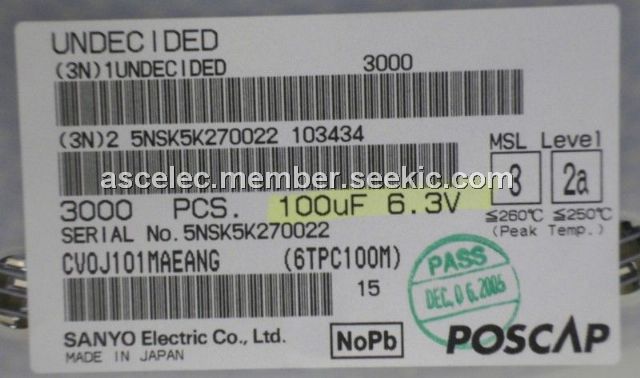 UNDECIDED
(3N)1UNDECIDED 3000
(3N)2 5NSK5K270022 103434
MSL Level
3 2a
≦260℃ ≦250℃
(Peak Temp.)
ascelec.member.seekic.com
3000 PCS. 100uF 6.3V
SERIAL No.5NSK5K270022
CV0J101MAEANG (6TPC100M)
15
PASS
DEC. 06.2005
SANYO Electric Co., Ltd.
MADE IN JAPAN
NoPb
POSCAP